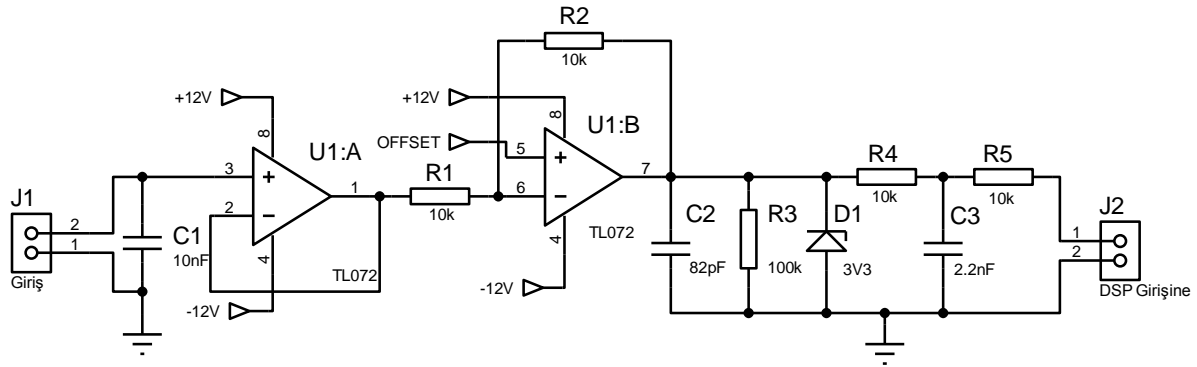 R2
10k
+12V
8
+12V
8
OFFSET
U1:A
U1:B
5
3
R1
7
R4
R5
1
6
J1
2
10k
10k
10k
2
C2
R3
D1
C3
J2
1
C1
4
TL072
1
10nF
4
82pF
100k
3V3
2.2nF
2
Giriş
TL072
-12V
DSP Girişine
-12V